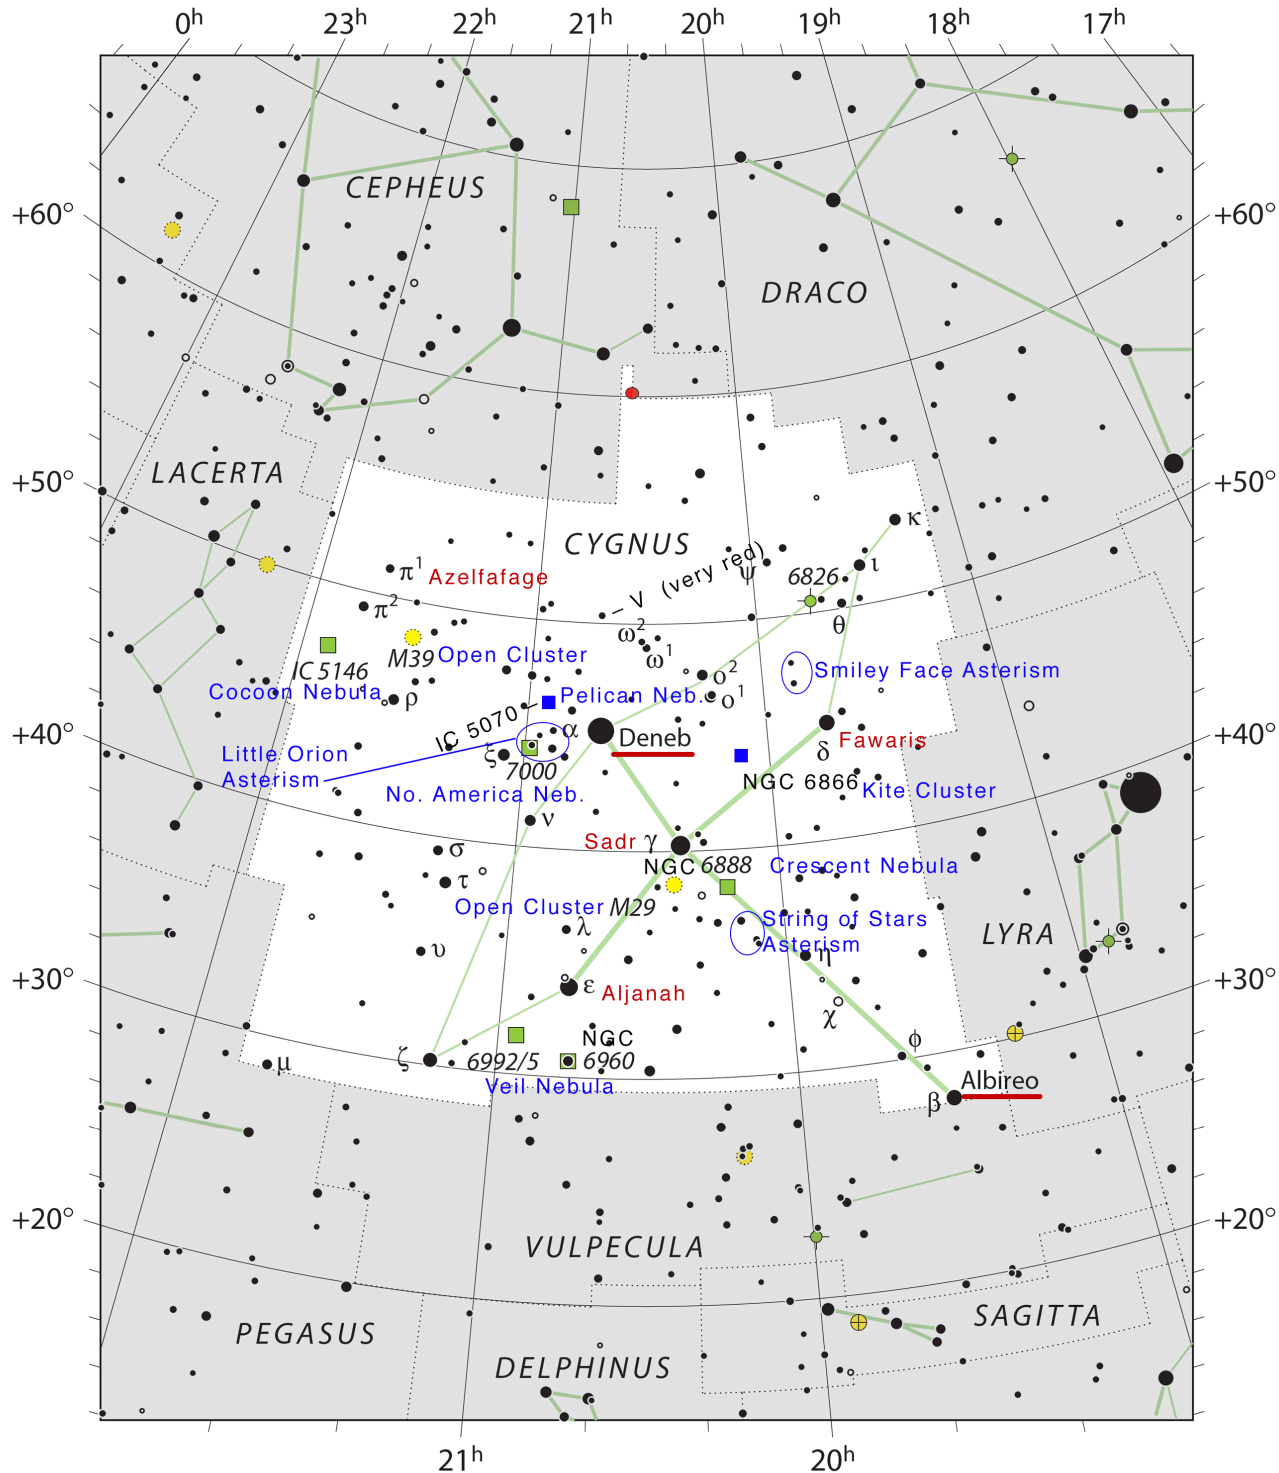 0h 23h 22h 21h 20h 19h 18h 17h
CEPHEUS
+60° +60°
DRACO
LACERTA
+50° +50°
κ
CYGNUS
V (very red)
ψ
6826
ι
π1 Azelfafage
π2
θ
ω2
ω1
IC 5146
M39 Open Cluster
Smiley Face Asterism
Cocoon Nebula
ρ
Pelican Neb.
ο2
ο1
IC 5070
α
Deneb
+40° +40°
Little Orion
Asterism
ξ
7000
δ
Fawaris
NGC 6866 Kite Cluster
No. America Neb.
ν
Sadr γ
σ
NGC 6888 Crescent Nebula
τ
Open Cluster M29
String of Stars
Asterism
λ
LYRA
υ
η
+30° +30°
ε Aljanah
χ
φ
NGC
μ
ζ
6992/5 6960
Veil Nebula
Albireo
β
+20° +20°
VULPECULA
SAGITTA
PEGASUS
DELPHINUS
21h 20h